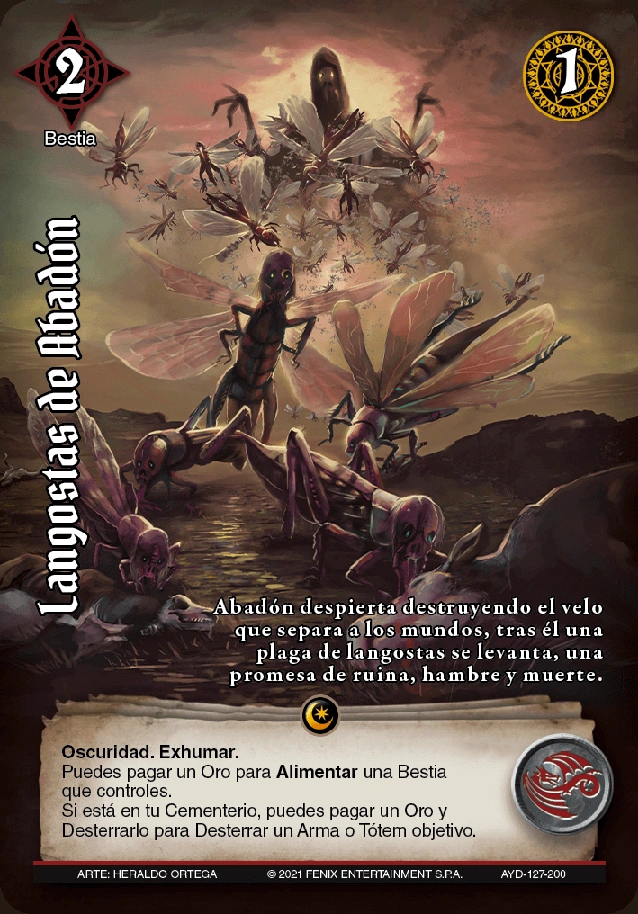 2
1
Bestia
Langostas de Abadón
Abadón despierta destruyendo el velo
que separa a los mundos, tras él una
plaga de langostas se levanta, una
promesa de ruina, hambre y muerte.
Oscuridad. Exhumar.
Puedes pagar un Oro para Alimentar una Bestia
que controles.
Si está en tu Cementerio, puedes pagar un Oro y
Desterrarlo para Desterrar un Arma o Tótem objetivo.
ARTE: HERALDO ORTEGA © 2021 FENIX ENTERTAINMENT S.P.A. AYD-127-200